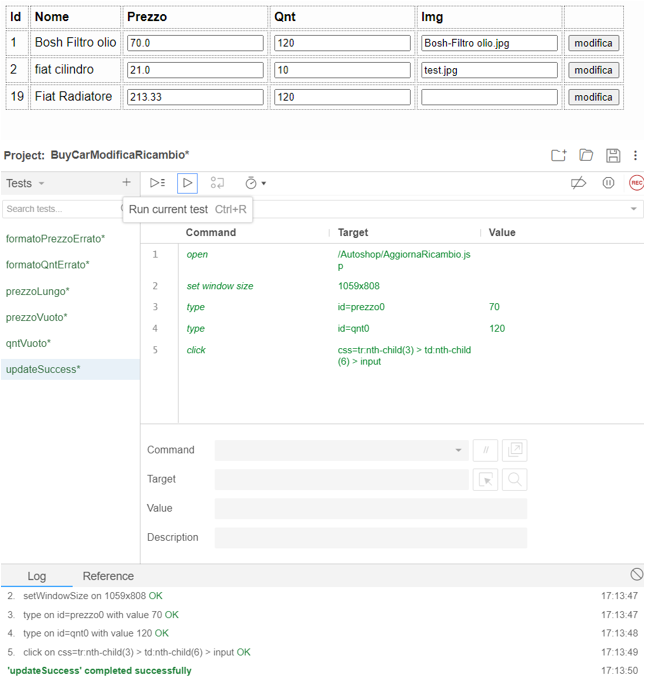 Id Nome Prezzo Qnt Img
1 Bosh Filtro olio 70.0 120 Bosh-Filtro olio.jpg modifica
2 fiat cilindro 21.0 10 test.jpg modifica
19 Fiat Radiatore 213.33 120 modifica
Project: BuyCarModificaRicambio*
Tests
REC
Search tests...
Run current test Ctrl+R
Command Target Value
formatoPrezzoErrato*
formatoQntErrato*
prezzoLungo*
prezzoVuoto*
qntVuoto*
updateSuccess*
1 open /Autoshop/AggiornaRicambio.js
p
2 set window size 1059x808
3 type id=prezzo0 70
4 type id=qnt0 120
5 click css=tr:nth-child(3) > td:nth-child
(6) > input
Command //
Target
Value
Description
Log Reference
2. setWindowSize on 1059x808 OK 17:13:47
3. type on id=prezzo0 with value 70 OK 17:13:47
4. type on id=qnt0 with value 120 OK 17:13:48
5. click on css=tr:nth-child(3) > td:nth-child(6) > input OK 17:13:49
'updateSuccess' completed successfully 17:13:50